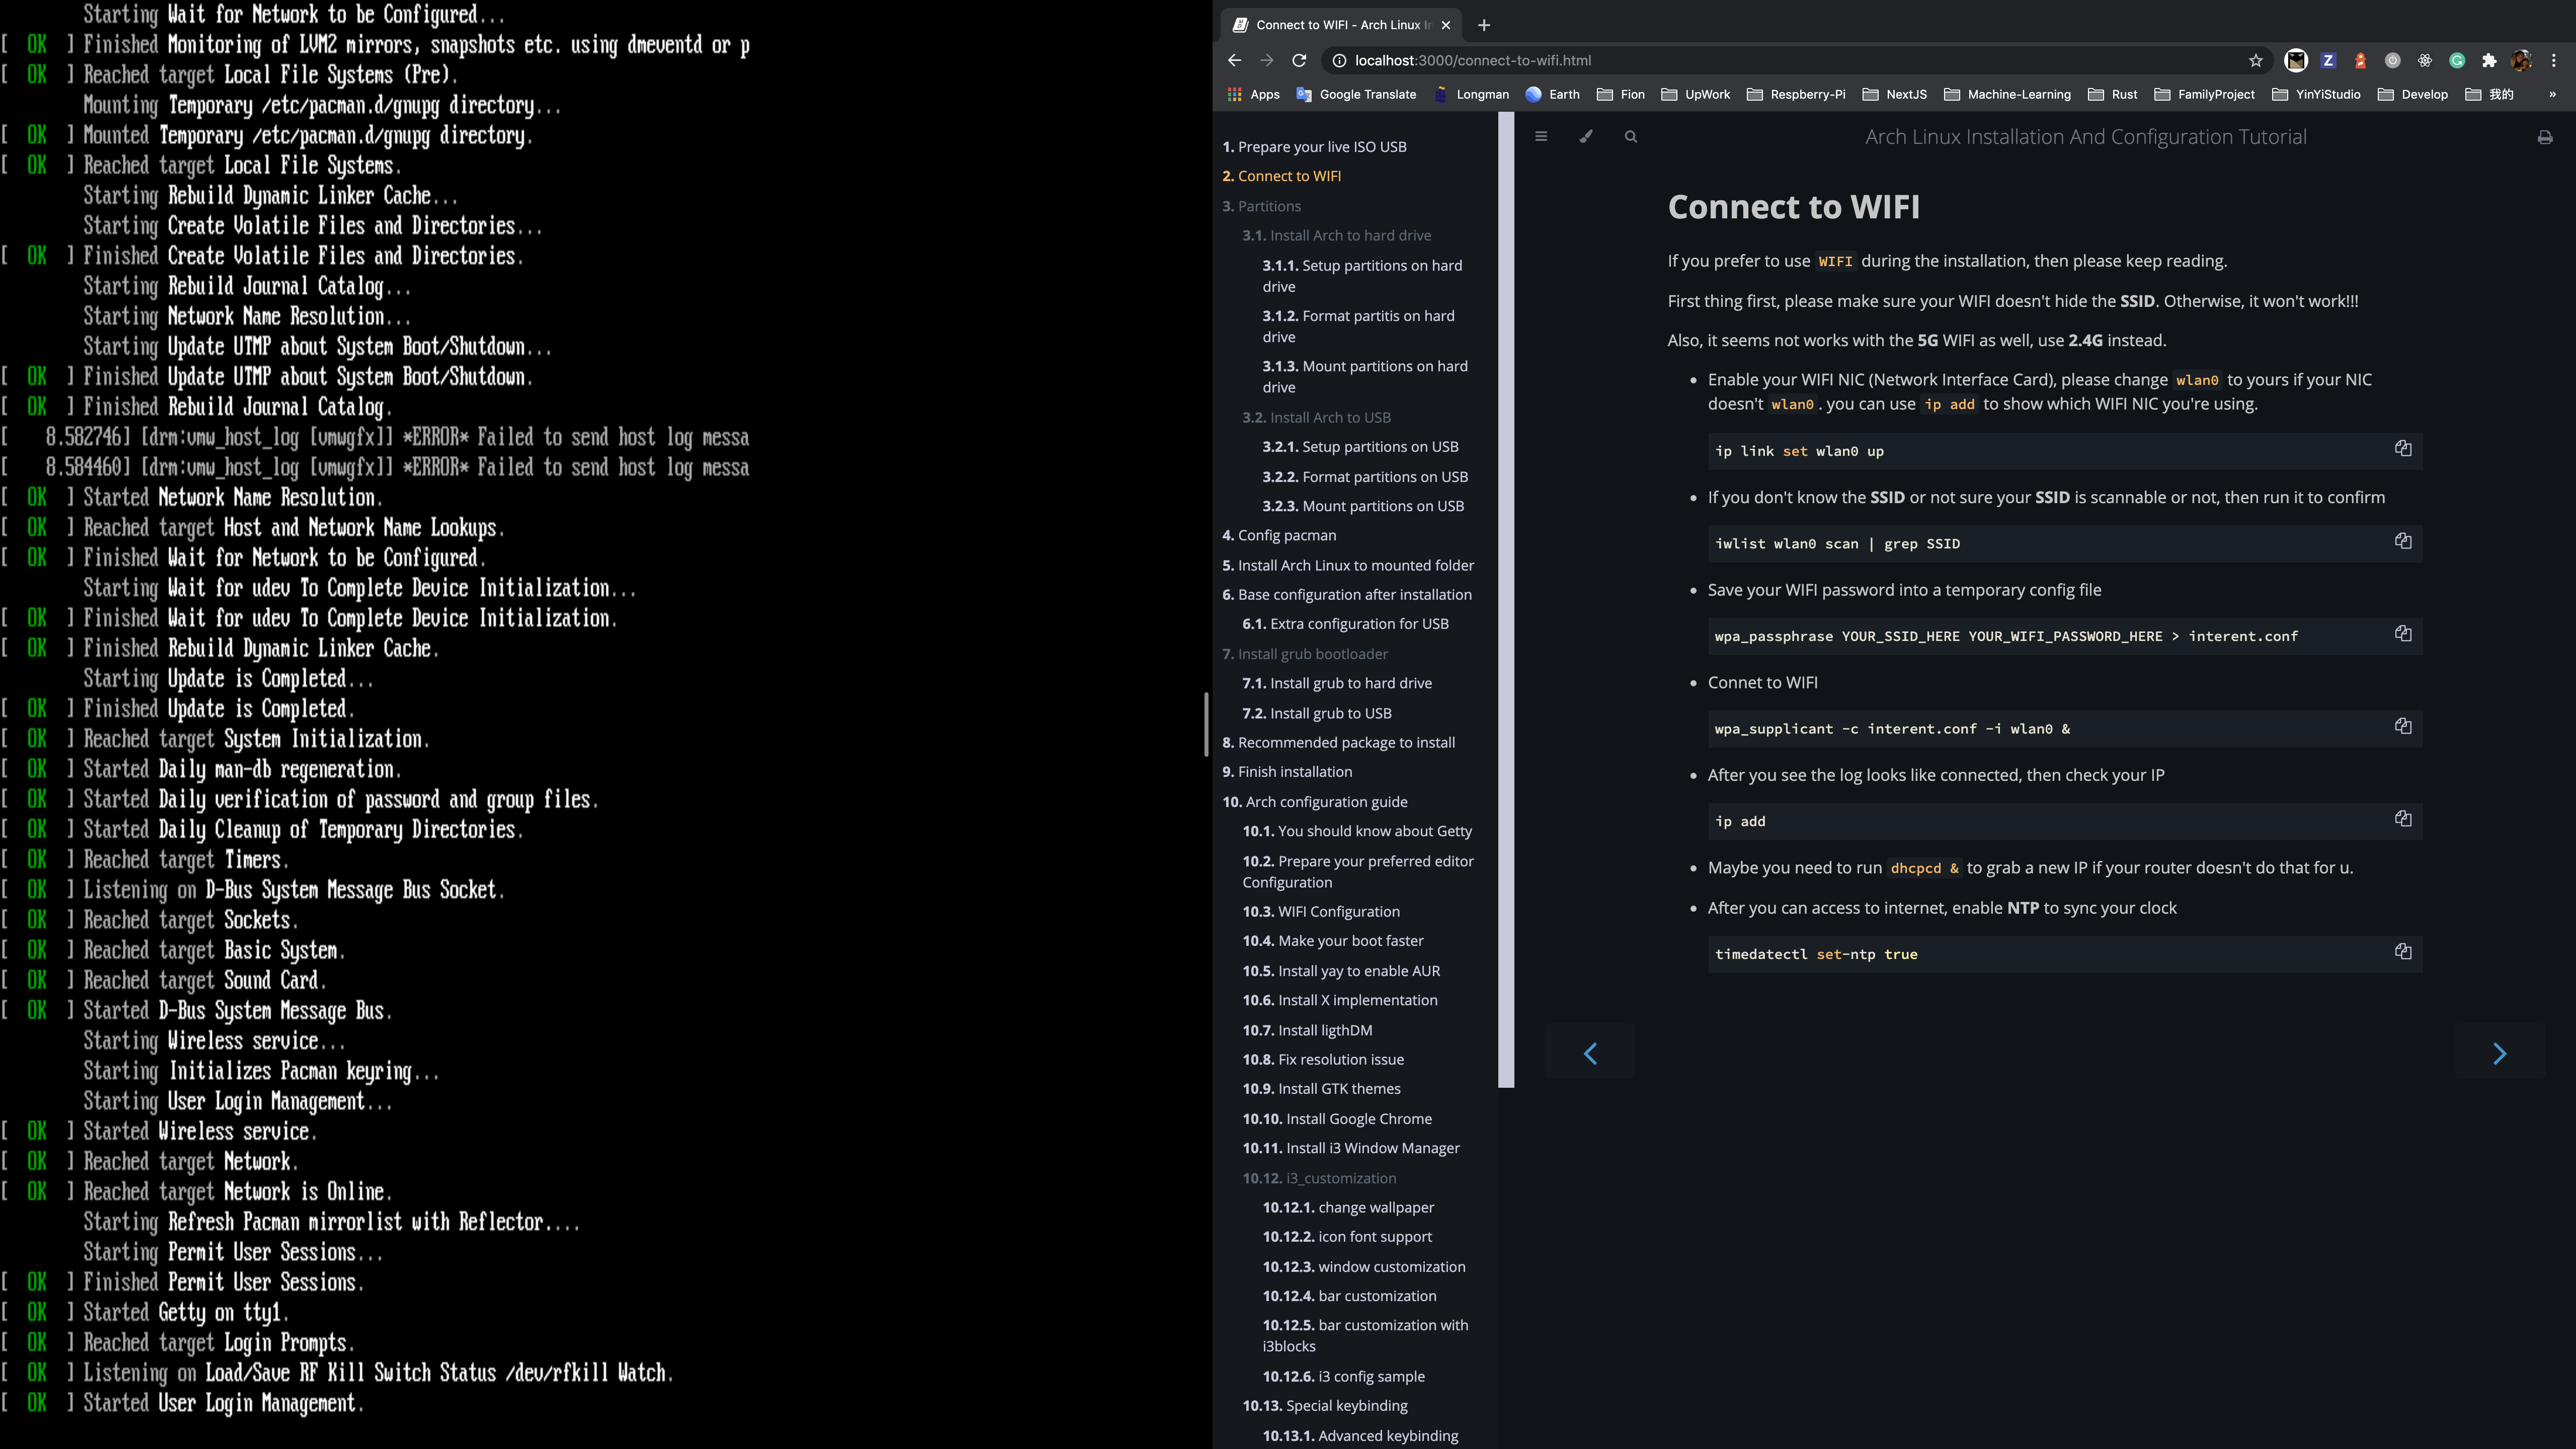 Starting Wait for Network to be Configured...
[ OK ] Finished Monitoring of LVM2 mirrors, snapshots etc. using dmeventd or p
[ OK ] Reached target Local File Systems (Pre).
Mounting Temporary /etc/pacman.d/gnupg directory...
[ OK ] Mounted Temporary /etc/pacman.d/gnupg directory.
[ OK ] Reached target Local File Systems.
Starting Rebuild Dynamic Linker Cache...
Starting Create Volatile Files and Directories...
[ OK ] Finished Create Volatile Files and Directories.
Starting Rebuild Journal Catalog...
Starting Network Name Resolution...
Starting Update UTMP about System Boot/Shutdown...
[ OK ] Finished Update UTMP about System Boot/Shutdown.
[ OK ] Finished Rebuild Journal Catalog.
[ 8.582746] [drm:vmw_host_log [vmwgfx]] *ERROR* Failed to send host log messa
[ 8.584460] [drm:vmw_host_log [vmwgfx]] *ERROR* Failed to send host log messa
[ OK ] Started Network Name Resolution.
[ OK ] Reached target Host and Network Name Lookups.
[ OK ] Finished Wait for Network to be Configured.
Starting Wait for udev To Complete Device Initialization...
[ OK ] Finished Wait for udev To Complete Device Initialization.
[ OK ] Finished Rebuild Dynamic Linker Cache.
Starting Update is Completed...
[ OK ] Finished Update is Completed.
[ OK ] Reached target System Initialization.
[ OK ] Started Daily man-db regeneration.
[ OK ] Started Daily verification of password and group files.
[ OK ] Started Daily Cleanup of Temporary Directories.
[ OK ] Reached target Timers.
[ OK ] Listening on D-Bus System Message Bus Socket.
[ OK ] Reached target Sockets.
[ OK ] Reached target Basic System.
[ OK ] Reached target Sound Card.
[ OK ] Started D-Bus System Message Bus.
Starting Wireless service...
Starting Initializes Pacman keyring...
Starting User Login Management...
[ OK ] Started Wireless service.
[ OK ] Reached target Network.
[ OK ] Reached target Network is Online.
Starting Refresh Pacman mirrorlist with Reflector....
Starting Permit User Sessions...
[ OK ] Finished Permit User Sessions.
[ OK ] Started Getty on tty1.
[ OK ] Reached target Login Prompts.
[ OK ] Listening on Load/Save RF Kill Switch Status /dev/rfkill Watch.
[ OK ] Started User Login Management.
Connect to WIFI - Arch Linux In
localhost:3000/connect-to-wifi.html
Apps Google Translate Longman Earth Fion UpWork Respberry-Pi NextJS Machine-Learning Rust FamilyProject YinYiStudio Develop 我的 »
1. Prepare your live ISO USB
2. Connect to WIFI
3. Partitions
3.1. Install Arch to hard drive
3.1.1. Setup partitions on hard
drive
3.1.2. Format partitis on hard
drive
3.1.3. Mount partitions on hard
drive
3.2. Install Arch to USB
3.2.1. Setup partitions on USB
3.2.2. Format partitions on USB
3.2.3. Mount partitions on USB
4. Config pacman
5. Install Arch Linux to mounted folder
6. Base configuration after installation
6.1. Extra configuration for USB
7. Install grub bootloader
7.1. Install grub to hard drive
7.2. Install grub to USB
8. Recommended package to install
9. Finish installation
10. Arch configuration guide
10.1. You should know about Getty
10.2. Prepare your preferred editor
Configuration
10.3. WIFI Configuration
10.4. Make your boot faster
10.5. Install yay to enable AUR
10.6. Install X implementation
10.7. Install ligthDM
10.8. Fix resolution issue
10.9. Install GTK themes
10.10. Install Google Chrome
10.11. Install i3 Window Manager
10.12. i3_customization
10.12.1. change wallpaper
10.12.2. icon font support
10.12.3. window customization
10.12.4. bar customization
10.12.5. bar customization with
i3blocks
10.12.6. i3 config sample
10.13. Special keybinding
10.13.1. Advanced keybinding
Arch Linux Installation And Configuration Tutorial
Connect to WIFI
If you prefer to use WIFI during the installation, then please keep reading.
First thing first, please make sure your WIFI doesn't hide the SSID. Otherwise, it won't work!!!
Also, it seems not works with the 5G WIFI as well, use 2.4G instead.
• Enable your WIFI NIC (Network Interface Card), please change wlan0 to yours if your NIC
doesn't wlan0. you can use ip add to show which WIFI NIC you're using.
ip link set wlan0 up
• If you don't know the SSID or not sure your SSID is scannable or not, then run it to confirm
iwlist wlan0 scan | grep SSID
• Save your WIFI password into a temporary config file
wpa_passphrase YOUR_SSID_HERE YOUR_WIFI_PASSWORD_HERE > interent.conf
• Connet to WIFI
wpa_supplicant -c interent.conf -i wlan0 &
• After you see the log looks like connected, then check your IP
ip add
• Maybe you need to run dhcpcd & to grab a new IP if your router doesn't do that for u.
• After you can access to internet, enable NTP to sync your clock
timedatectl set-ntp true